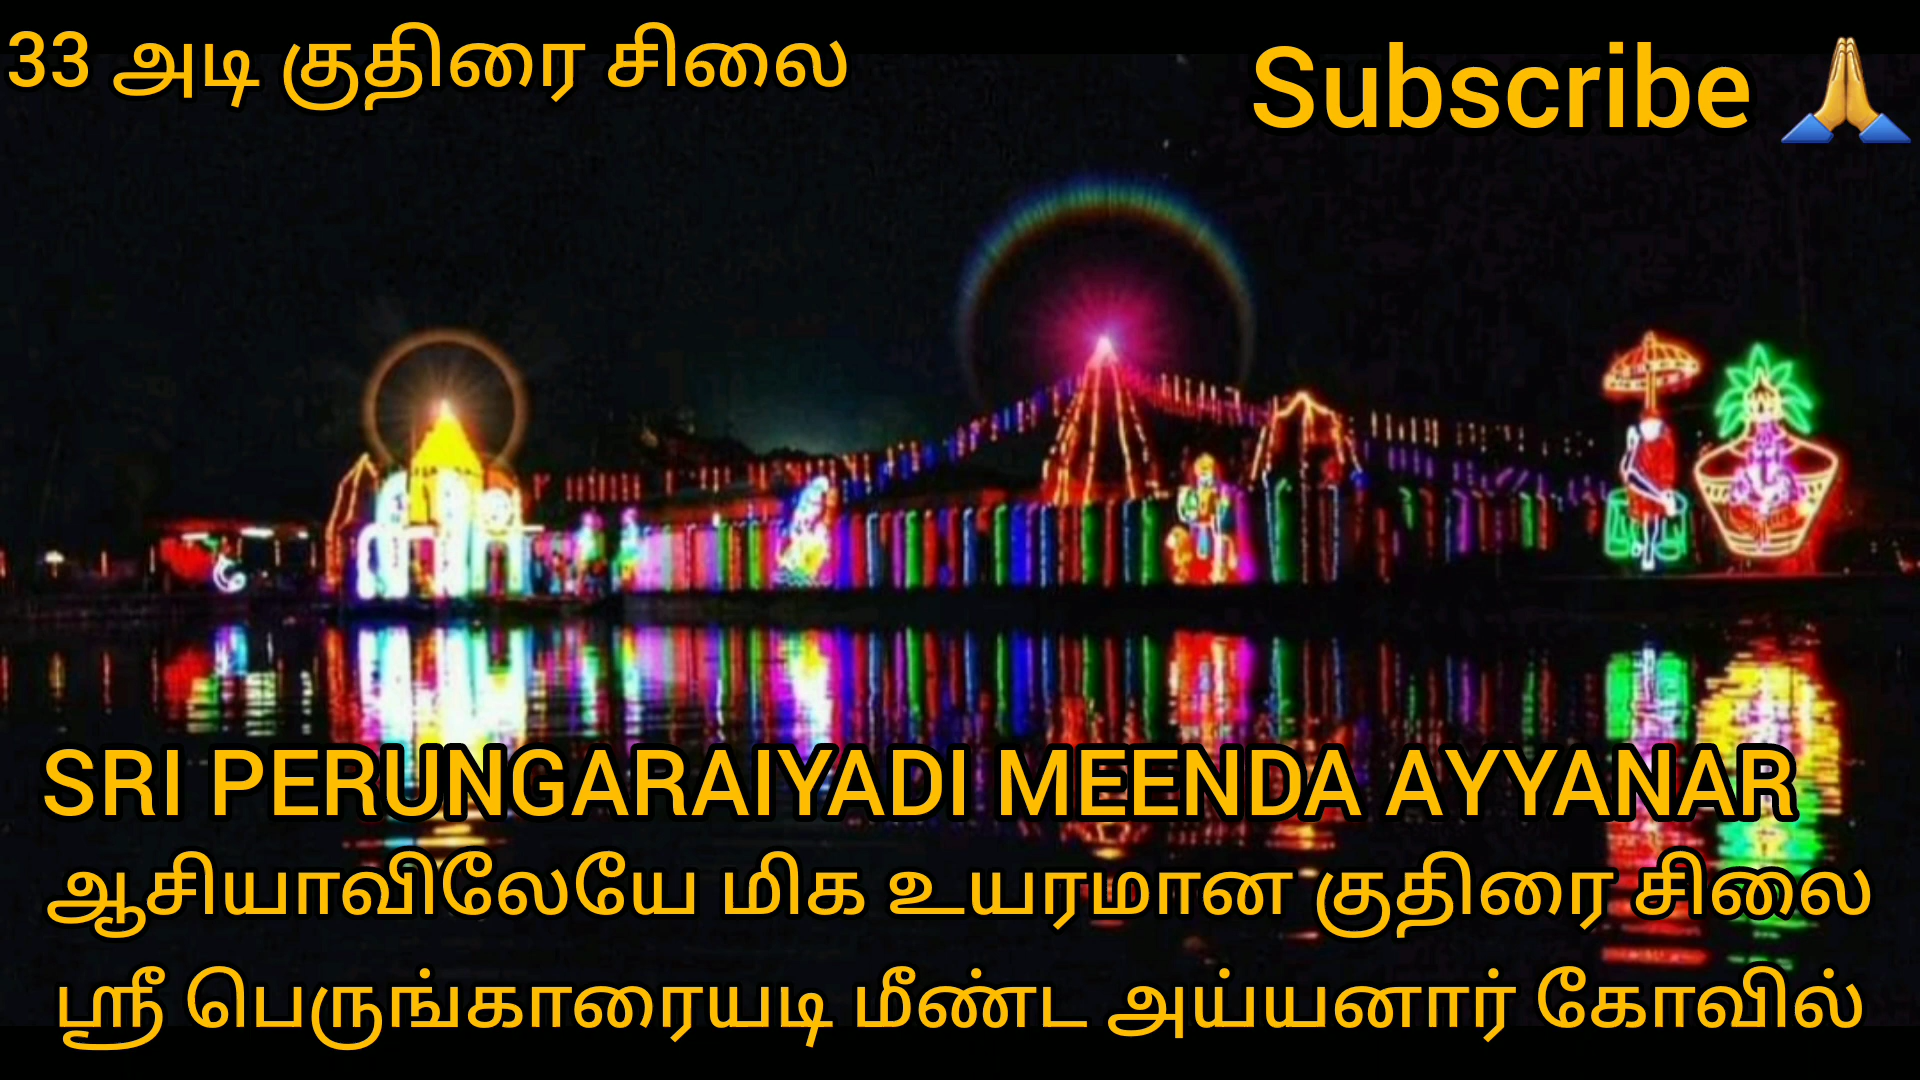 33 அடி குதிரை சிலை
Subscribe 🙏
SRI PERUNGARAIYADI MEENDA AYYANAR
ஆசியாவிலேயே மிக உயரமான குதிரை சிலை
ஸ்ரீ பெருங்காரையடி மீண்ட அய்யனார் கோவில்